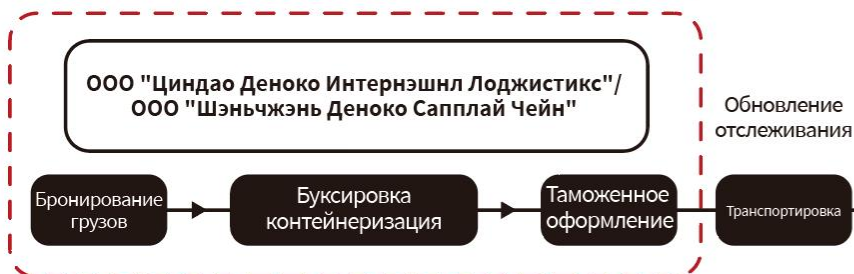 ООО "Циндао Деноко Интернэшнл Лоджистикс"/
ООО "Шэньчжэнь Деноко Сапплай Чейн"
Обновление
отслеживания
Бронирование
грузов
Буксировка
контейнеризация
Таможенное
оформление
Транспортировка